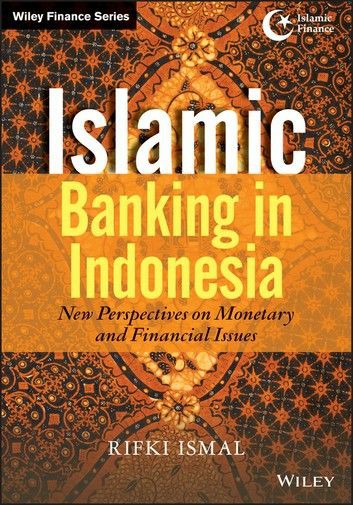 Wiley Finance Series
Islamic
Finance
Islamic
Banking in
Indonesia
New Perspectives on Monetary
and Financial Issues
RIFKI ISMAL
WILEY